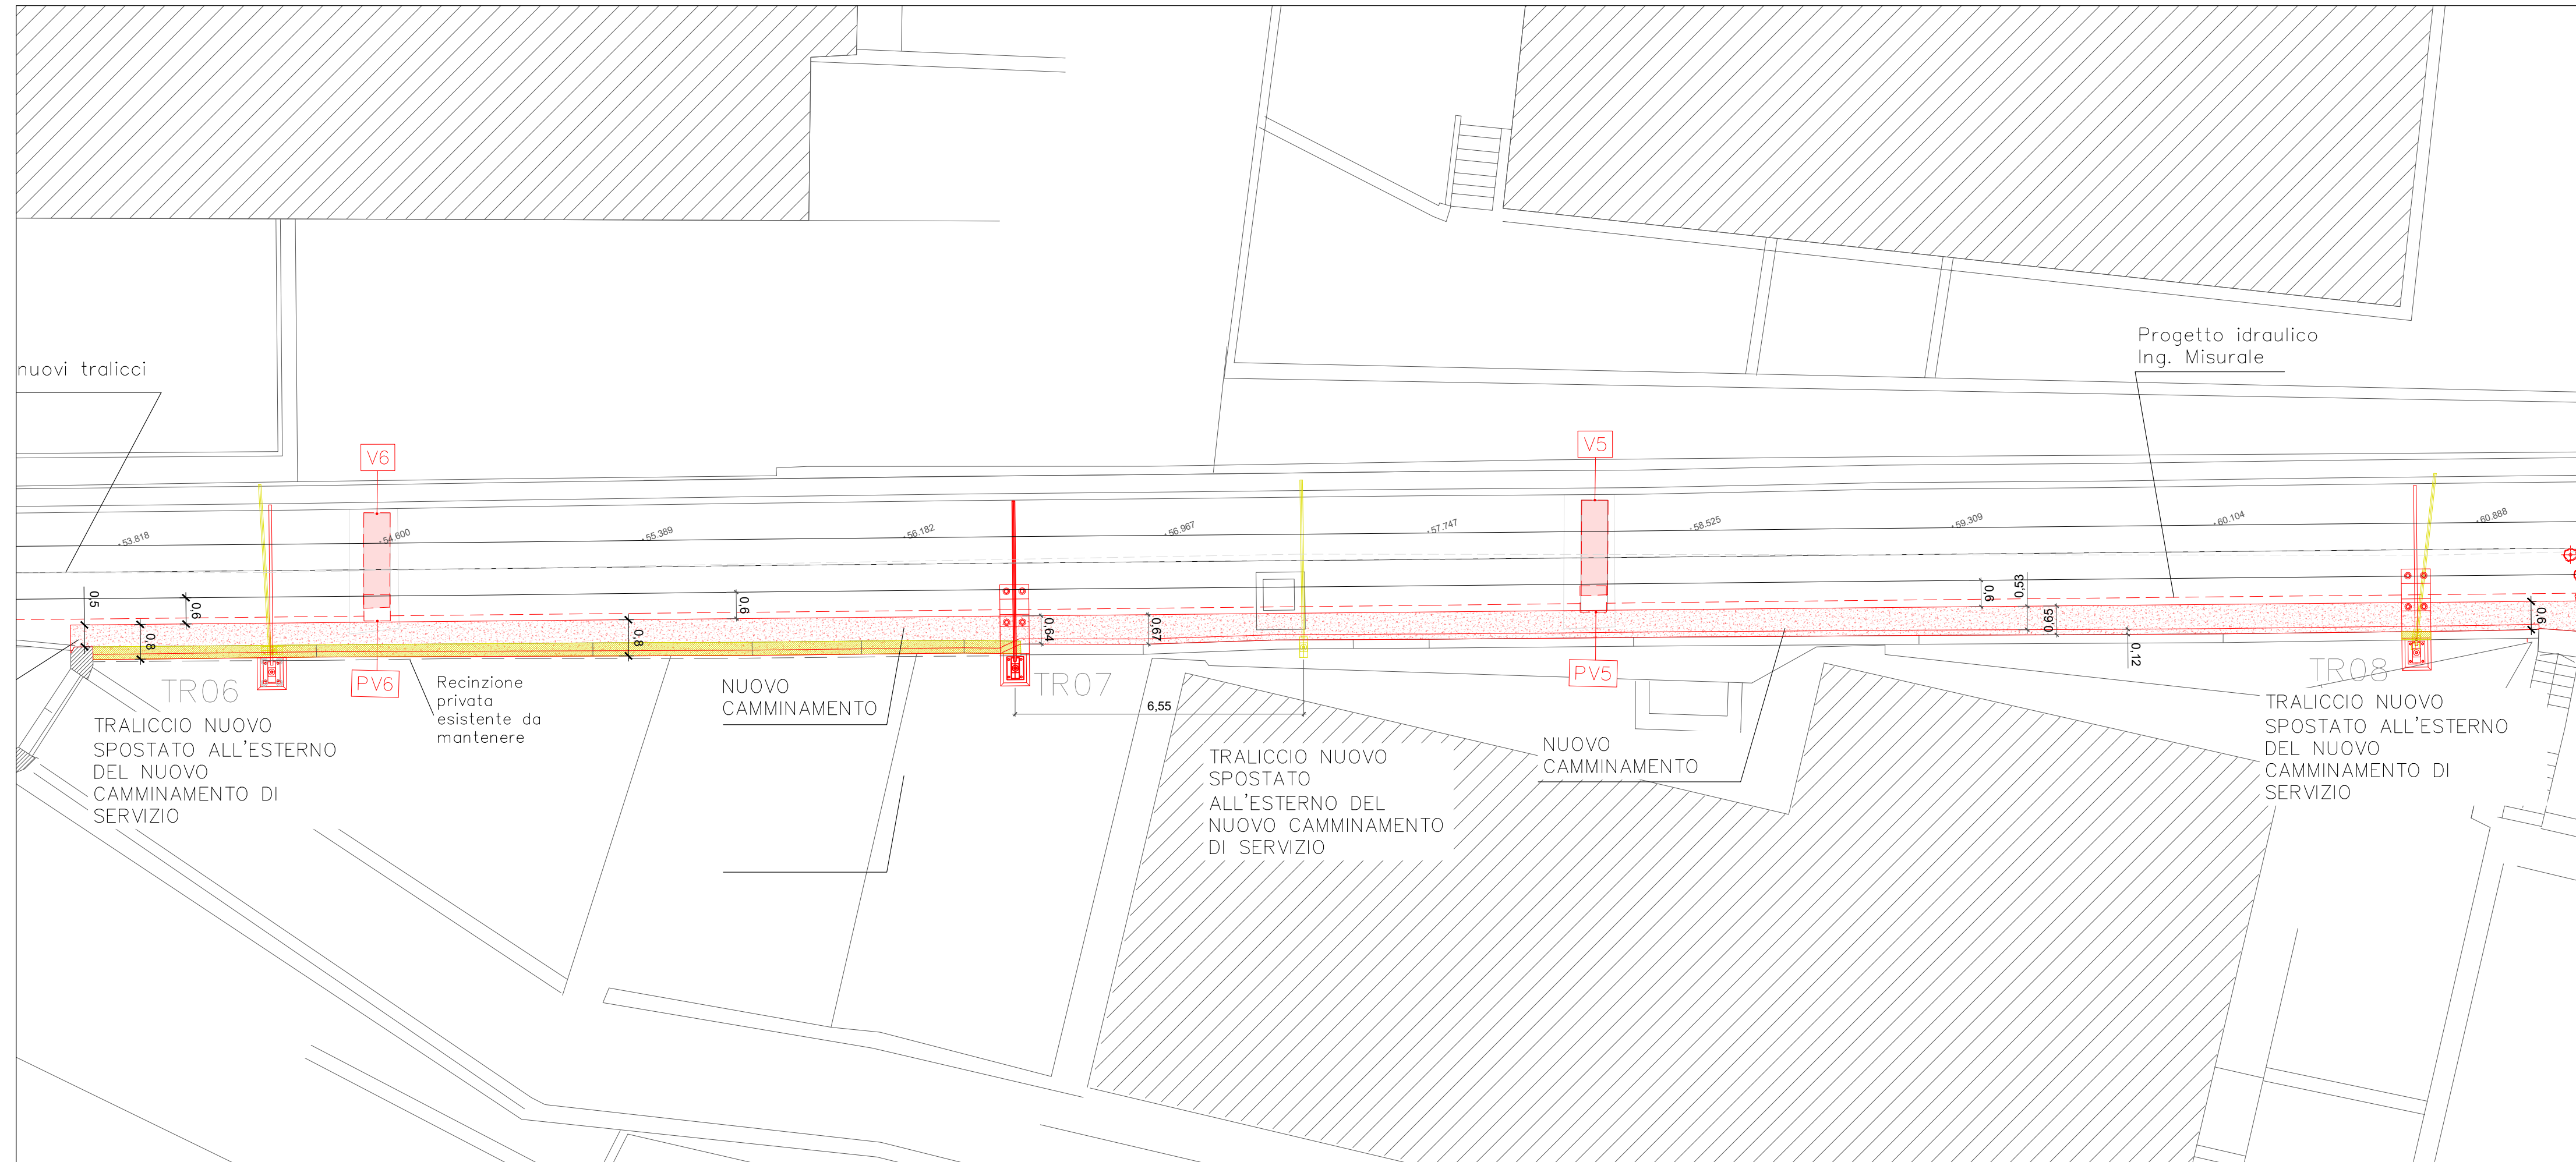 nuovi tralicci
Progetto idraulico
Ing. Misurale
V6
V5
53.818
54.600
55.389
56.182
56.967
57.747
58.525
59.309
60.104
60.888
0,5
0,6
0,8
0,8
0,6
0,64
0,67
0,6
0,53
0,65
0,12
0,6
TR06
PV6
TR07
PV5
TR08
6,55
Recinzione
privata
esistente da
mantenere
NUOVO
CAMMINAMENTO
TRALICCIO NUOVO
SPOSTATO ALL'ESTERNO
DEL NUOVO
CAMMINAMENTO DI
SERVIZIO
TRALICCIO NUOVO
SPOSTATO
ALL'ESTERNO DEL
NUOVO CAMMINAMENTO
DI SERVIZIO
NUOVO
CAMMINAMENTO
TRALICCIO NUOVO
SPOSTATO ALL'ESTERNO
DEL NUOVO
CAMMINAMENTO DI
SERVIZIO